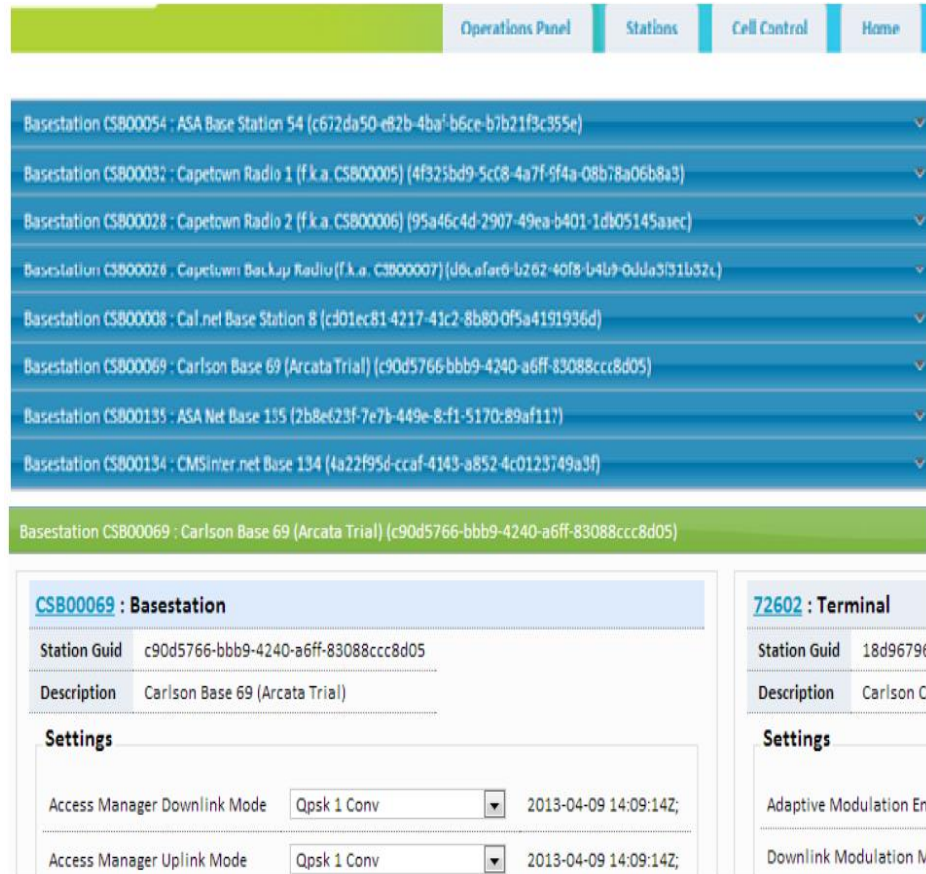 Operations Panel Stations Cell Control Home
Basestation CSB00054 : ASA Base Station 54 (c672da50-e82b-4baf-b6ce-b7b21f3c355e)
Basestation CSB00032 : Capetown Radio 1 (f.k.a. CSB00005) (4f325bd9-5c08-4a7f-9f4a-08b78a06b8a3)
Basestation CSB00028 : Capetown Radio 2 (f.k.a. CSB00006) (95a46c4d-2907-49ea-b401-1db05145aaec)
Basestation CSB00026 : Capetown Backup Radio (f.k.a. CSB00007)
Basestation CSB00008 : Cal.net Base Station 8 (cd01ec81-4217-41c2-8b80-0f5a4191936d)
Basestation CSB00069 : Carlson Base 69 (Arcata Trial) (c90d5766-bbb9-4240-a6ff-83088ccc8d05)
Basestation CSB00135 : ASA Net Base 135
Basestation CSB00134 : CMSinter.net Base 134 (4a22f95d-ccaf-4143-a852-4c0123749a3f)
Basestation CSB00069 : Carlson Base 69 (Arcata Trial) (c90d5766-bbb9-4240-a6ff-83088ccc8d05)
CSB00069 : Basestation
Station Guid c90d5766-bbb9-4240-a6ff-83088ccc8d05
Description Carlson Base 69 (Arcata Trial)
Settings
Access Manager Downlink Mode Qpsk 1 Conv 2013-04-09 14:09:14Z;
Access Manager Uplink Mode Qpsk 1 Conv 2013-04-09 14:09:14Z;
72602 : Terminal
Station Guid 18d96796
Description Carlson C
Settings
Adaptive Modulation En
Downlink Modulation M